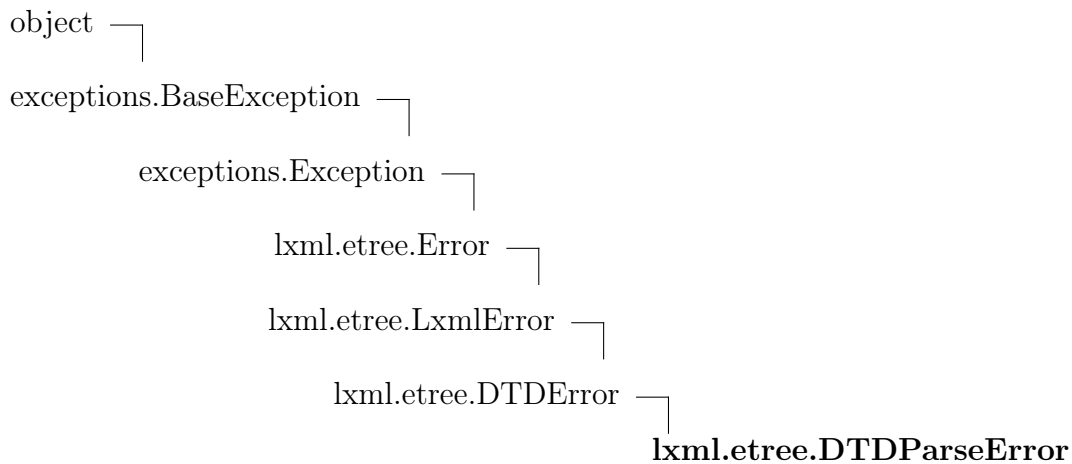 object
exceptions.BaseException
exceptions.Exception
lxml.etree.Error
lxml.etree.LxmlError
lxml.etree.DTDError
lxml.etree.DTDParseError